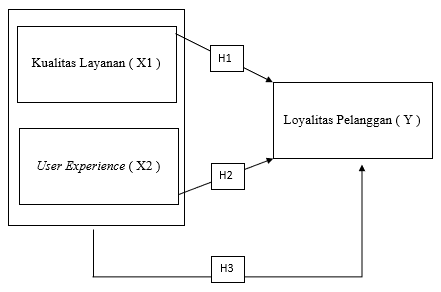 Kualitas Layanan ( X1 )
H1
Loyalitas Pelanggan ( Y )
User Experience ( X2 )
H2
H3